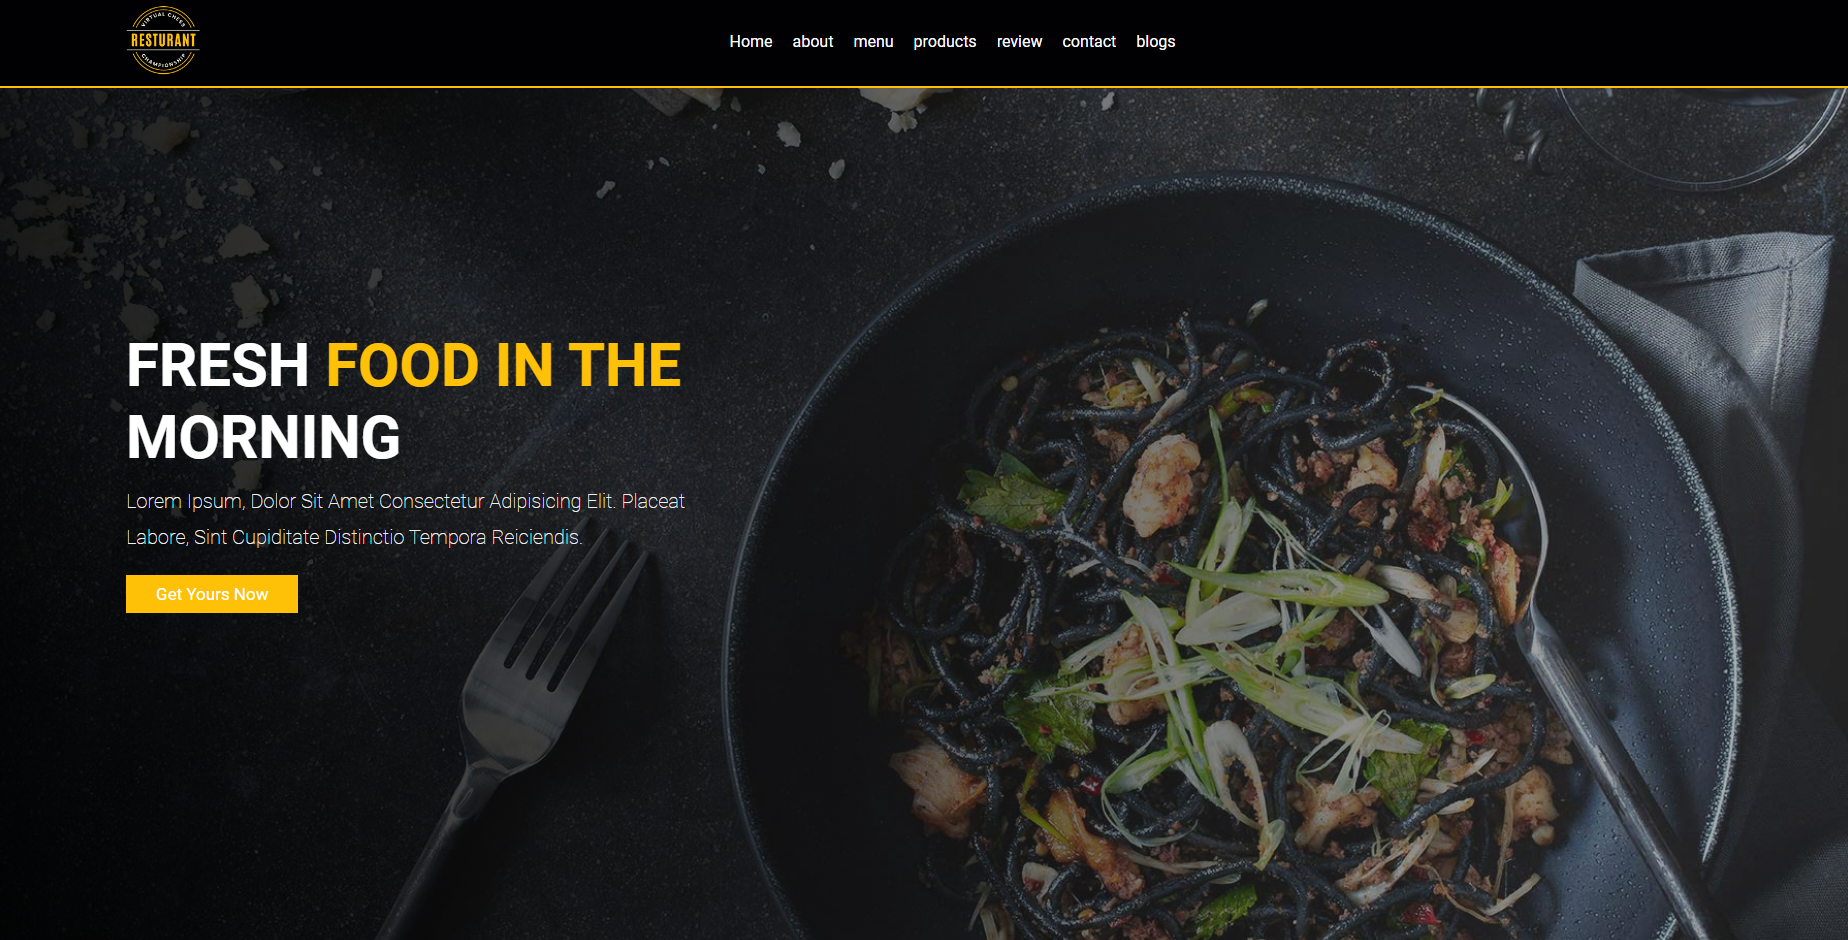 VIRTUAL CHEFS
RESTURANT
CHAMPIONSHIP
Home about menu products review contact blogs
FRESH FOOD IN THE
MORNING
Lorem Ipsum, Dolor Sit Amet Consectetur Adipisicing Elit. Placeat
Labore, Sint Cupiditate Distinctio Tempora Reiciendis.
Get Yours Now